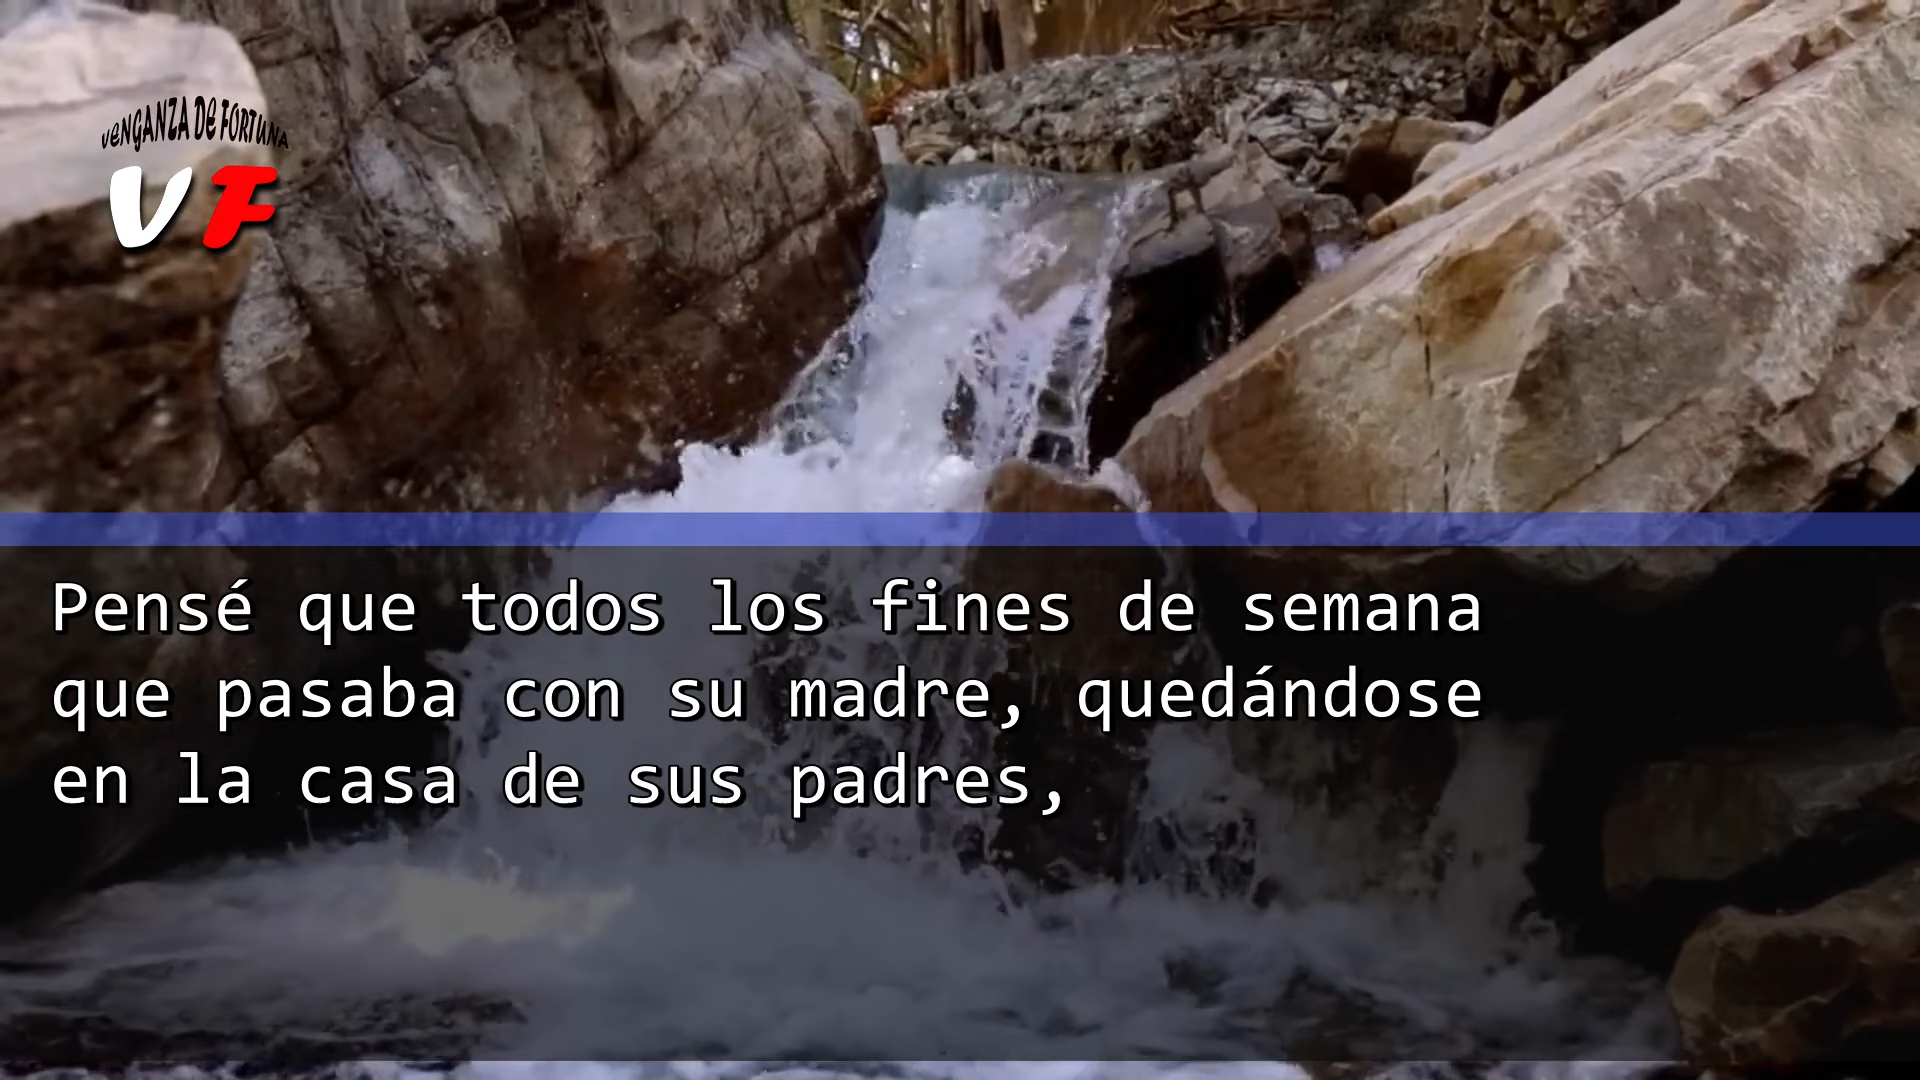 VENGANZA DE FORTUNA
VF
Pensé que todos los fines de semana
que pasaba con su madre, quedándose
en la casa de sus padres,